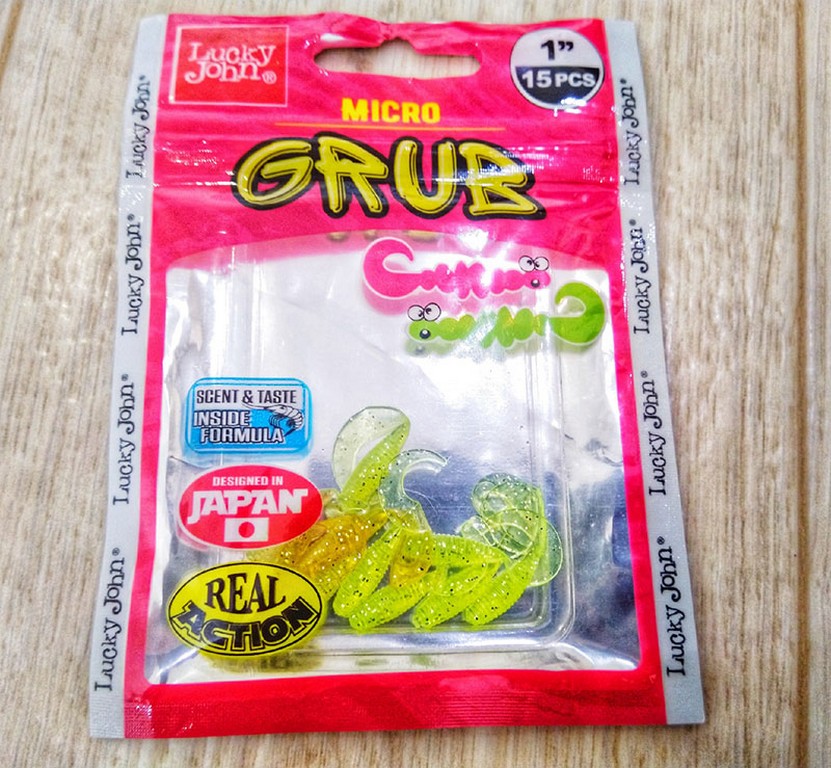 Lucky
John®
1”
15 PCS
MICRO
GRUB
SCENT & TASTE
INSIDE
FORMULA
DESIGNED IN
JAPAN
REAL
ACTION
Lucky John®
Lucky John®
Lucky John®
Lucky John®
Lucky John®
Lucky John®
Lucky John®
Lucky John®